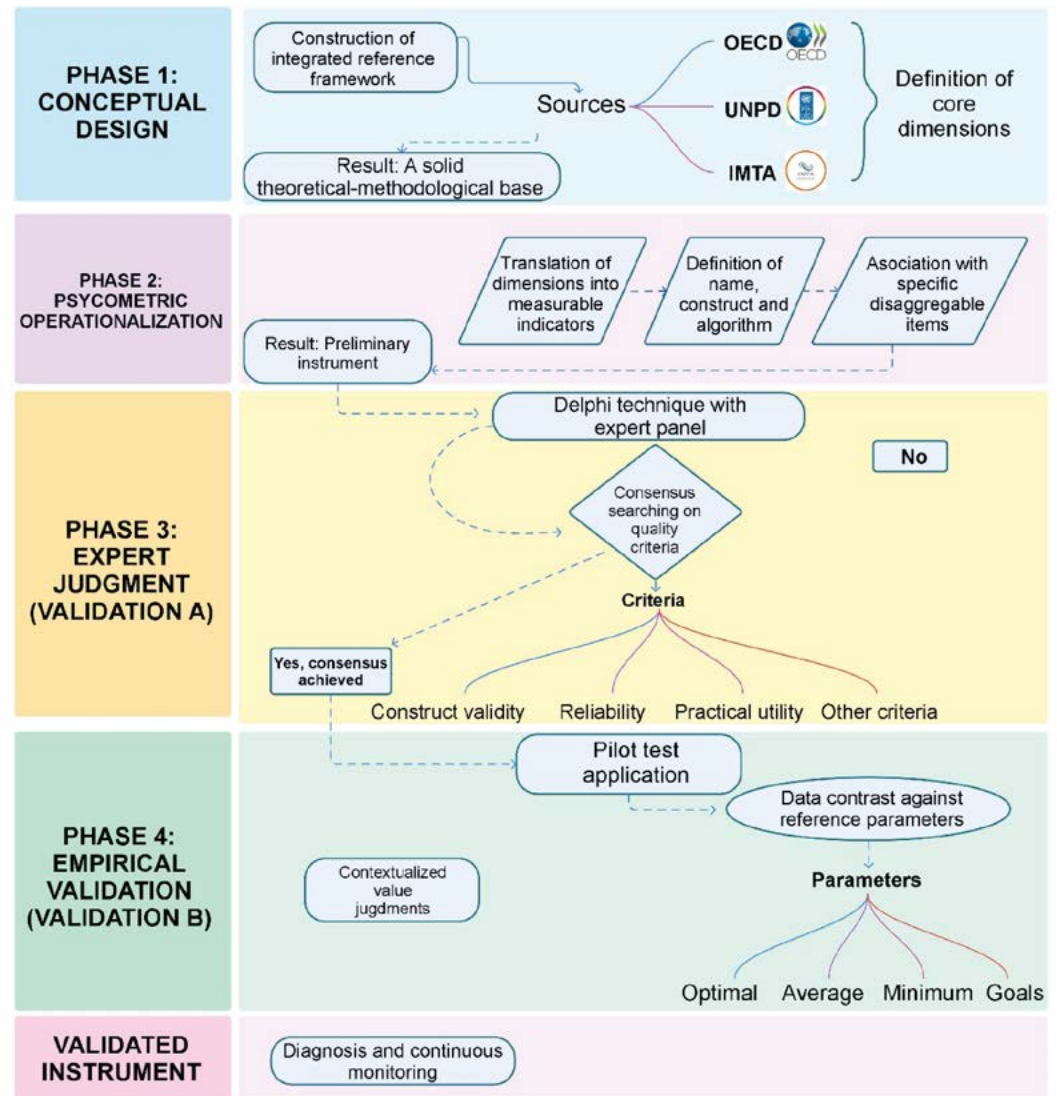 PHASE 1:
CONCEPTUAL
DESIGN
Construction of
integrated reference
framework
Sources
OECD
OECD
UNPD
IMTA
Definition of
core
dimensions
Result: A solid
theoretical-methodological base
PHASE 2:
PSYCOMETRIC
OPERATIONALIZATION
Translation of
dimensions into
measurable
indicators
Definition of
name,
construct and
algorithm
Asociation with
specific
disaggregable
items
Result: Preliminary
instrument
PHASE 3:
EXPERT
JUDGMENT
(VALIDATION A)
Delphi technique with
expert panel
No
Consensus
searching on
quality
criteria
Criteria
Yes, consensus
achieved
Construct validity
Reliability
Practical utility
Other criteria
PHASE 4:
EMPIRICAL
VALIDATION
(VALIDATION B)
Pilot test
application
Data contrast against
reference parameters
Contextualized
value
jugdments
Parameters
Optimal
Average
Minimum
Goals
VALIDATED
INSTRUMENT
Diagnosis and continuous
monitoring